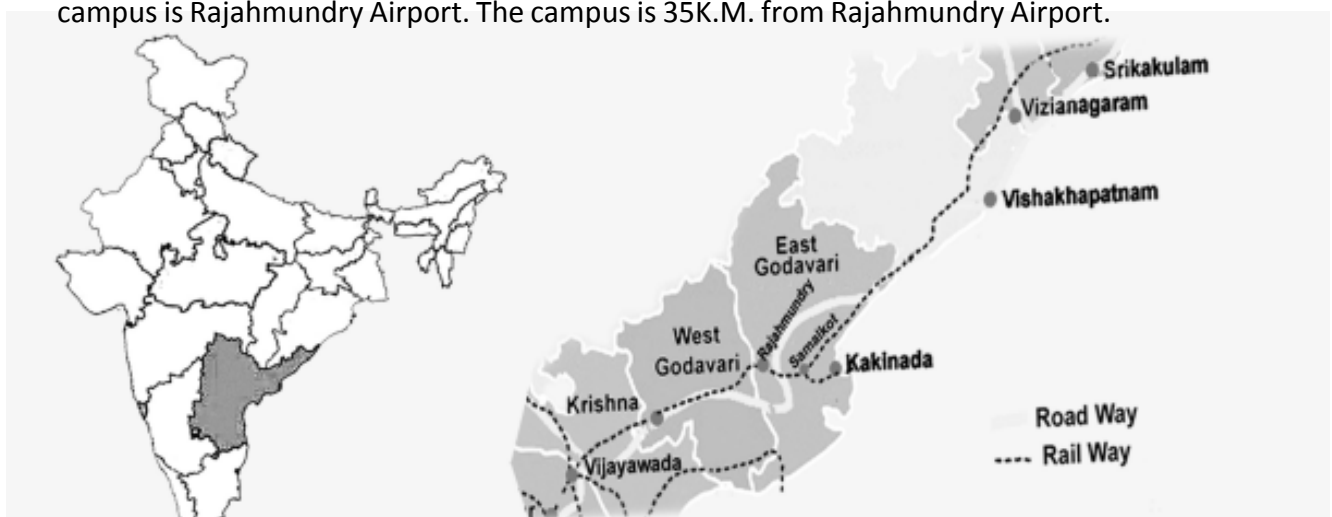 campus is Rajahmundry Airport. The campus is 35K.M. from Rajahmundry Airport.
Srikakulam
Vizianagaram
Vishakhapatnam
East
Godavari
Rajahmundry
Samalkot
West
Godavari
Kakinada
Krishna
Road Way
Rail Way
Vijayawada